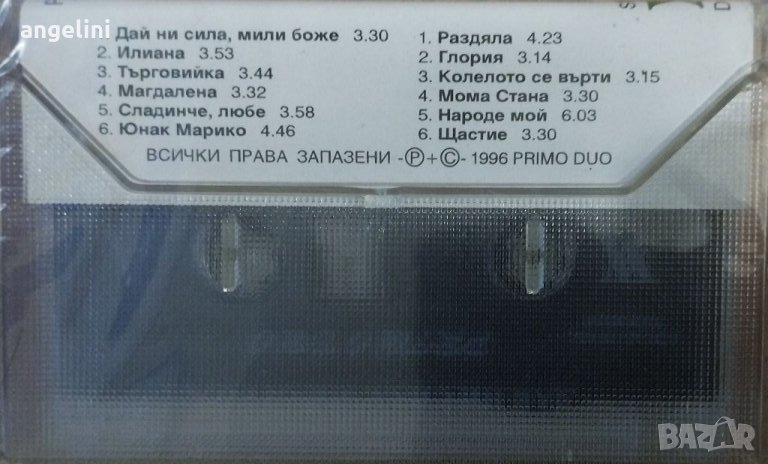 angelini
Дай ни сила, мили боже 3.30
2. Илиана 3.53
3. Търговийка 3.44
4. Магдалена 3.32
5. Сладинче, любе 3.58
6. Юнак Марико 4.46
1. Раздяла 4.23
2. Глория 3.14
3. Колелото се върти 3.15
4. Мома Стана 3.30
5. Народе мой 6.03
6. Щастие 3.30
ВСИЧКИ ПРАВА ЗАПАЗЕНИ -Ⓟ+©- 1996 PRIMO DUO
BAZAR